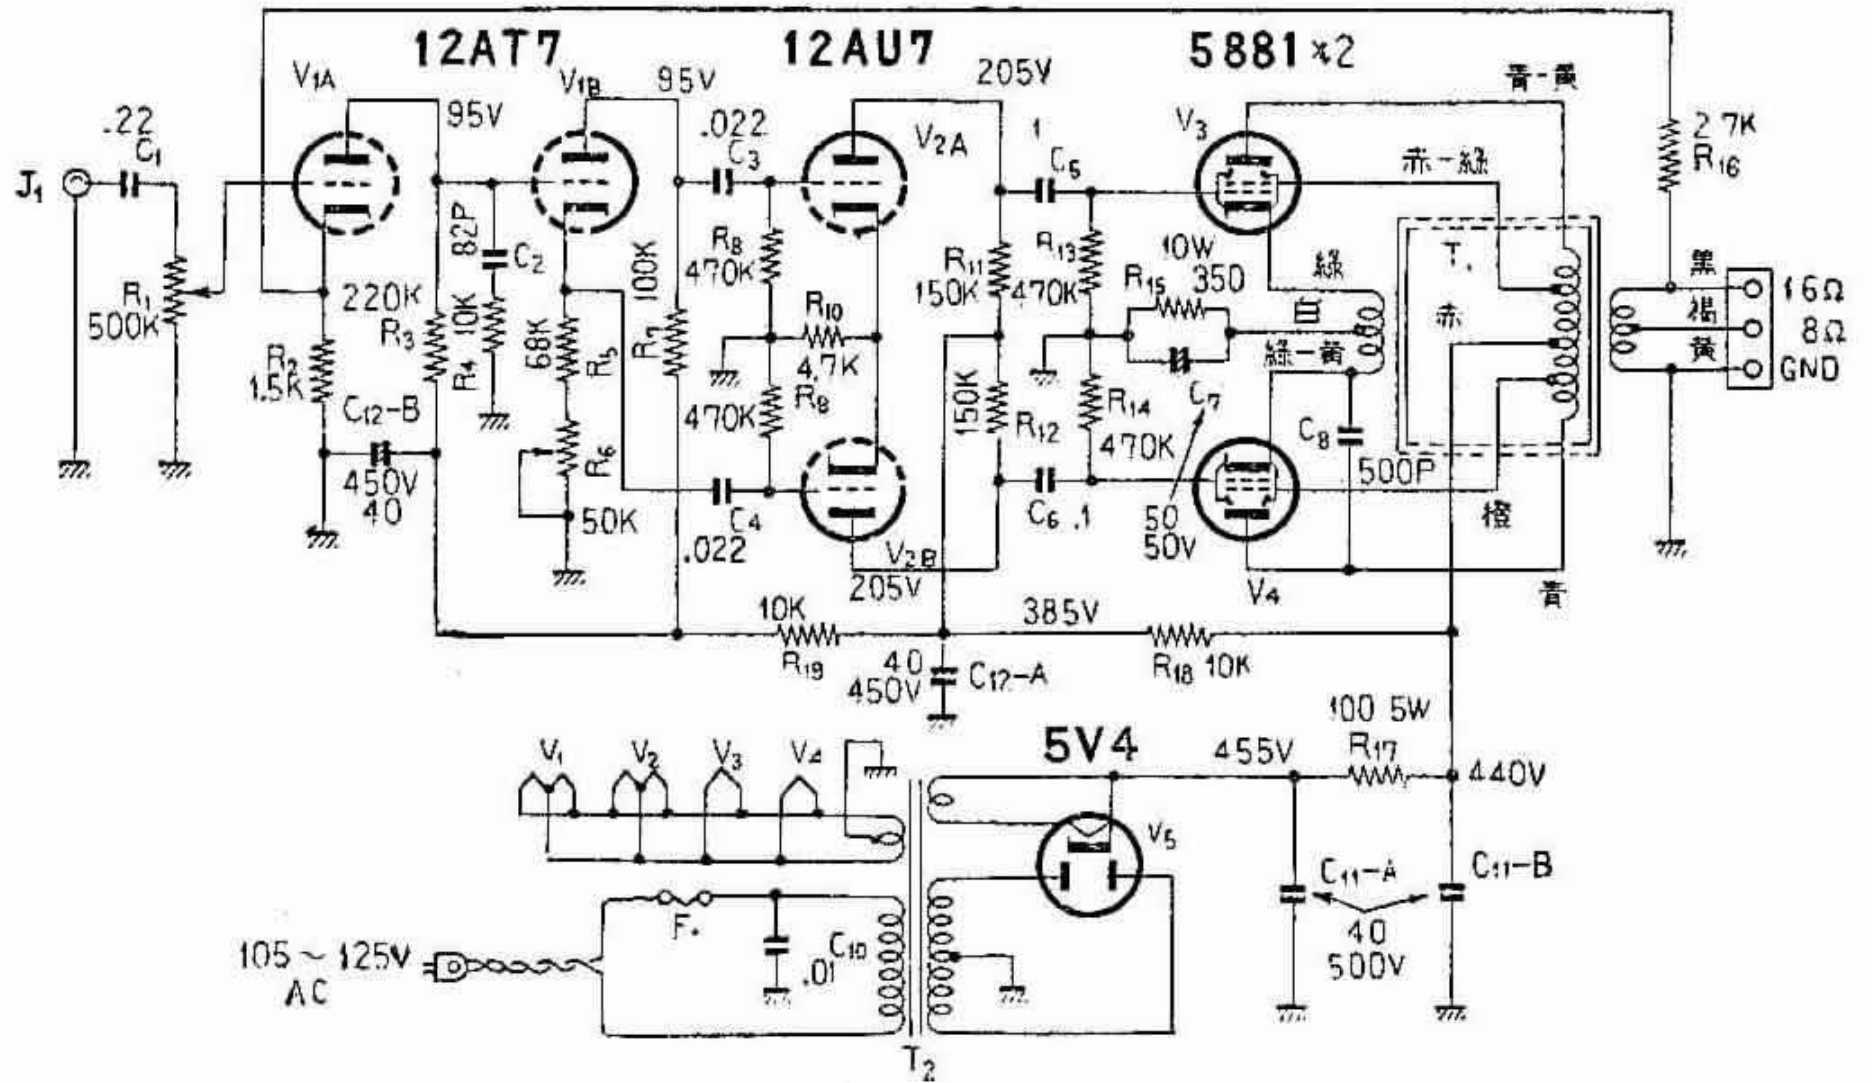 12AT7
12AU7
5881×2
V1A
V1B
95V
95V
205V
青-黄
.22
C1
.022
C3
V2A
1
C5
V3
赤-綠
2 7K
R16
J1
82P
C2
R8
470K
R11
150K
R13
470K
10W
R15
350
綠
T1
黒
16Ω
R1
500K
220K
R3
10K
R4
68K
R5
100K
R7
R10
4.7K
白
赤
褐
8Ω
R2
1.5K
綠-黄
黄
GND
C12-B
450V
40
470K
R9
150K
R12
R14
470K
C7
C8
500P
R6
50K
C4
.022
C6 .1
50
50V
橙
V2B
205V
V4
青
10K
R19
385V
R18 10K
40
450V
C12-A
100 5W
R17
V1
V2
V3
V4
5V4
455V
440V
V5
C11-A
C11-B
40
500V
F.
105~125V
AC
.01
C10
T2